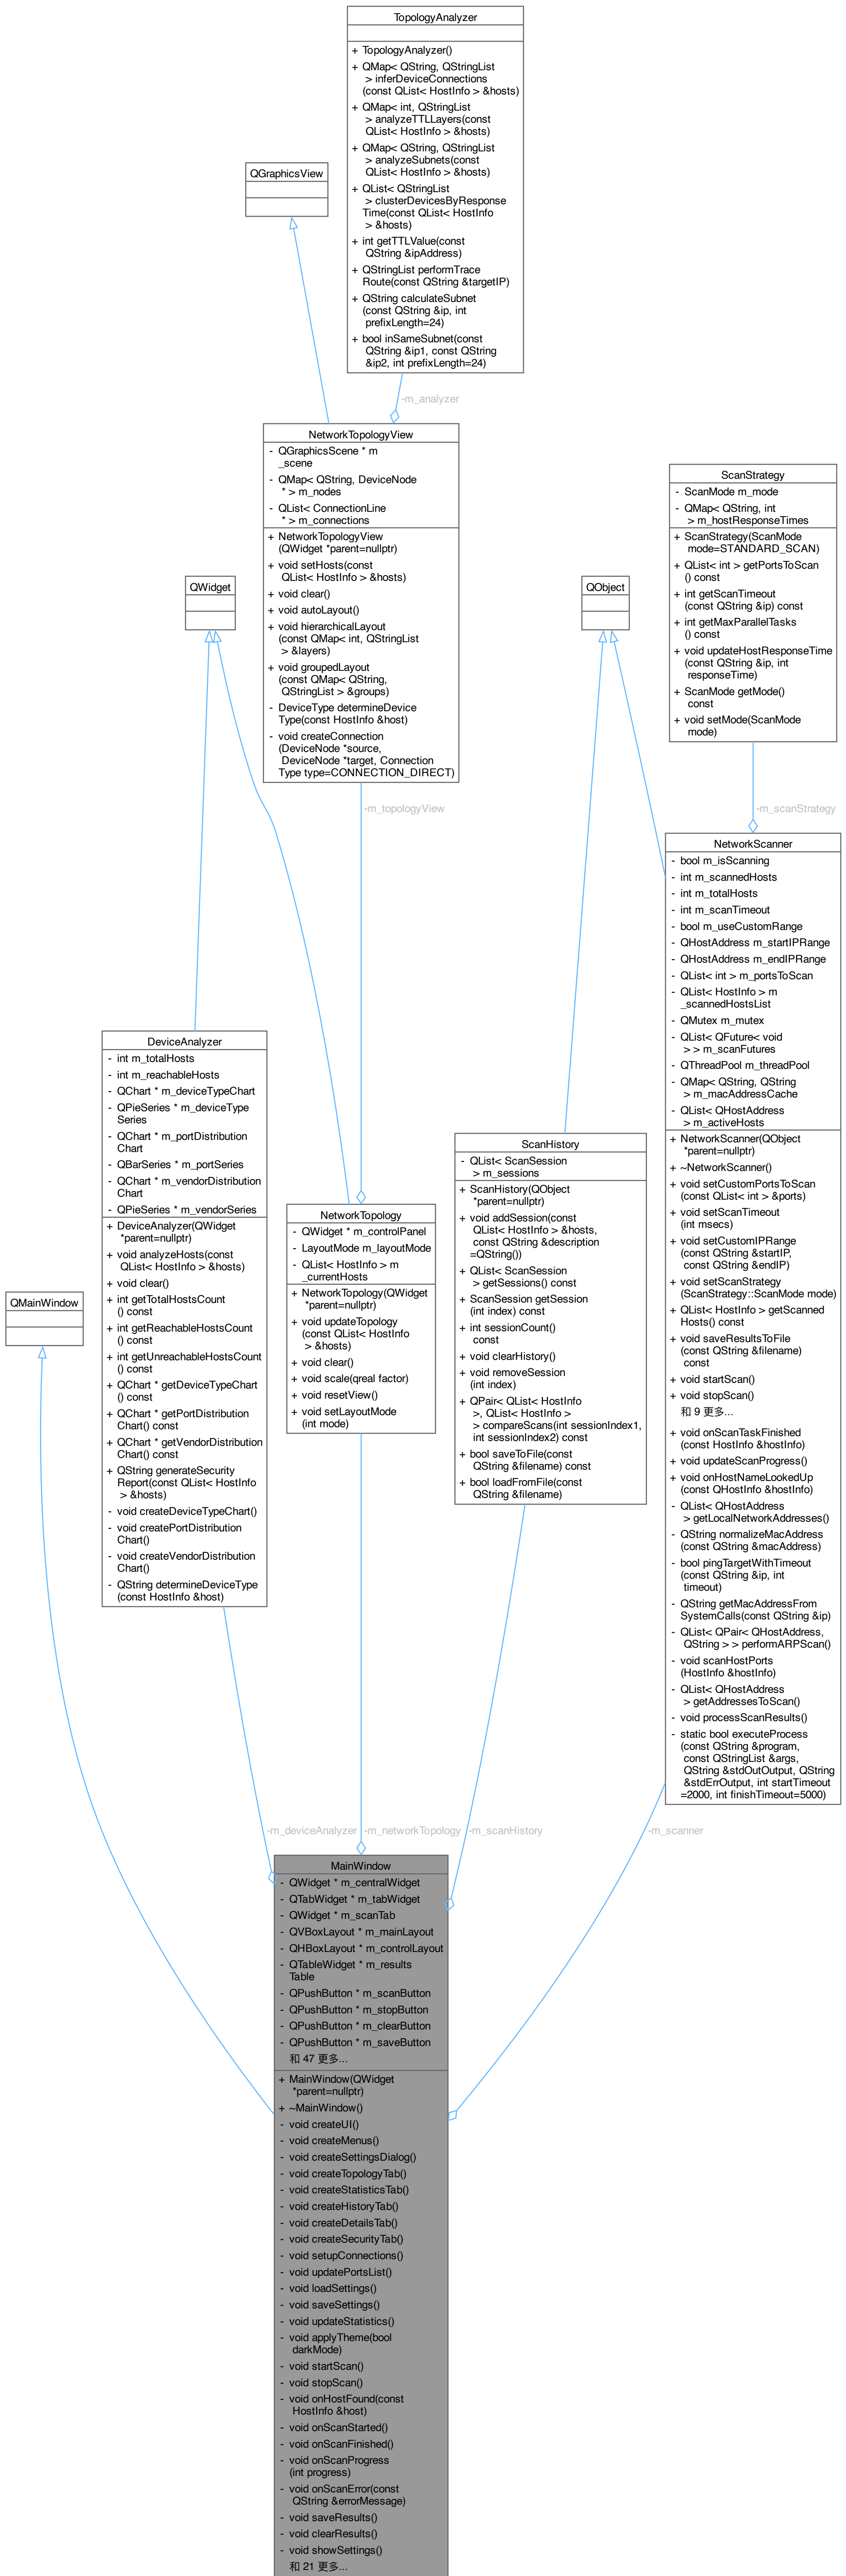 TopologyAnalyzer
+ TopologyAnalyzer()
+ QMap< QString, QStringList
> inferDeviceConnections
(const QList< HostInfo > &hosts)
+ QMap< int, QStringList
> analyzeTTLLayers(const
QList< HostInfo > &hosts)
+ QMap< QString, QStringList
> analyzeSubnets(const
QList< HostInfo > &hosts)
+ QList< QStringList
> clusterDevicesByResponse
Time(const QList< HostInfo
> &hosts)
+ int getTTLValue(const
QString &ipAddress)
+ QStringList performTrace
Route(const QString &targetIP)
+ QString calculateSubnet
(const QString &ip, int
prefixLength=24)
+ bool inSameSubnet(const
QString &ip1, const QString
&ip2, int prefixLength=24)
QGraphicsView
-m_analyzer
NetworkTopologyView
- QGraphicsScene * m
_scene
- QMap< QString, DeviceNode
* > m_nodes
- QList< ConnectionLine
* > m_connections
+ NetworkTopologyView
(QWidget *parent=nullptr)
+ void setHosts(const
QList< HostInfo > &hosts)
+ void clear()
+ void autoLayout()
+ void hierarchicalLayout
(const QMap< int, QStringList
> &layers)
+ void groupedLayout
(const QMap< QString,
QStringList > &groups)
- DeviceType determineDevice
Type(const HostInfo &host)
- void createConnection
(DeviceNode *source,
DeviceNode *target, Connection
Type type=CONNECTION_DIRECT)
ScanStrategy
- ScanMode m_mode
- QMap< QString, int
> m_hostResponseTimes
+ ScanStrategy(ScanMode
mode=STANDARD_SCAN)
+ QList< int > getPortsToScan
() const
+ int getScanTimeout
(const QString &ip) const
+ int getMaxParallelTasks
() const
+ void updateHostResponseTime
(const QString &ip, int
responseTime)
+ ScanMode getMode()
const
+ void setMode(ScanMode
mode)
QWidget
QObject
-m_topologyView
-m_scanStrategy
NetworkScanner
- bool m_isScanning
- int m_scannedHosts
- int m_totalHosts
- int m_scanTimeout
- bool m_useCustomRange
- QHostAddress m_startIPRange
- QHostAddress m_endIPRange
- QList< int > m_portsToScan
- QList< HostInfo > m
_scannedHostsList
- QMutex m_mutex
- QList< QFuture< void
> > m_scanFutures
- QThreadPool m_threadPool
- QMap< QString, QString
> m_macAddressCache
- QList< QHostAddress
> m_activeHosts
+ NetworkScanner(QObject
*parent=nullptr)
+ ~NetworkScanner()
+ void setCustomPortsToScan
(const QList< int > &ports)
+ void setScanTimeout
(int msecs)
+ void setCustomIPRange
(const QString &startIP,
const QString &endIP)
+ void setScanStrategy
(ScanStrategy::ScanMode mode)
+ QList< HostInfo > getScanned
Hosts() const
+ void saveResultsToFile
(const QString &filename)
const
+ void startScan()
+ void stopScan()
和 9 更多...
+ void onScanTaskFinished
(const HostInfo &hostInfo)
+ void updateScanProgress()
+ void onHostNameLookedUp
(const QHostInfo &hostInfo)
- QList< QHostAddress
> getLocalNetworkAddresses()
- QString normalizeMacAddress
(const QString &macAddress)
- bool pingTargetWithTimeout
(const QString &ip, int
timeout)
- QString getMacAddressFrom
SystemCalls(const QString &ip)
- QList< QPair< QHostAddress,
QString > > performARPScan()
- void scanHostPorts
(HostInfo &hostInfo)
- QList< QHostAddress
> getAddressesToScan()
- void processScanResults()
- static bool executeProcess
(const QString &program,
const QStringList &args,
QString &stdOutOutput, QString
&stdErrOutput, int startTimeout
=2000, int finishTimeout=5000)
DeviceAnalyzer
- int m_totalHosts
- int m_reachableHosts
- QChart * m_deviceTypeChart
- QPieSeries * m_deviceType
Series
- QChart * m_portDistribution
Chart
- QBarSeries * m_portSeries
- QChart * m_vendorDistribution
Chart
- QPieSeries * m_vendorSeries
+ DeviceAnalyzer(QWidget
*parent=nullptr)
+ void analyzeHosts(const
QList< HostInfo > &hosts)
+ void clear()
+ int getTotalHostsCount
() const
+ int getReachableHostsCount
() const
+ int getUnreachableHostsCount
() const
+ QChart * getDeviceTypeChart
() const
+ QChart * getPortDistribution
Chart() const
+ QChart * getVendorDistribution
Chart() const
+ QString generateSecurity
Report(const QList< HostInfo
> &hosts)
- void createDeviceTypeChart()
- void createPortDistribution
Chart()
- void createVendorDistribution
Chart()
- QString determineDeviceType
(const HostInfo &host)
ScanHistory
- QList< ScanSession
> m_sessions
+ ScanHistory(QObject
*parent=nullptr)
+ void addSession(const
QList< HostInfo > &hosts,
const QString &description
=QString())
+ QList< ScanSession
> getSessions() const
+ ScanSession getSession
(int index) const
+ int sessionCount()
const
+ void clearHistory()
+ void removeSession
(int index)
+ QPair< QList< HostInfo
>, QList< HostInfo >
> compareScans(int sessionIndex1,
int sessionIndex2) const
+ bool saveToFile(const
QString &filename) const
+ bool loadFromFile(const
QString &filename)
NetworkTopology
- QWidget * m_controlPanel
- LayoutMode m_layoutMode
- QList< HostInfo > m
_currentHosts
+ NetworkTopology(QWidget
*parent=nullptr)
+ void updateTopology
(const QList< HostInfo
> &hosts)
+ void clear()
+ void scale(qreal factor)
+ void resetView()
+ void setLayoutMode
(int mode)
QMainWindow
-m_deviceAnalyzer
-m_networkTopology
-m_scanHistory
-m_scanner
MainWindow
- QWidget * m_centralWidget
- QTabWidget * m_tabWidget
- QWidget * m_scanTab
- QVBoxLayout * m_mainLayout
- QHBoxLayout * m_controlLayout
- QTableWidget * m_results
Table
- QPushButton * m_scanButton
- QPushButton * m_stopButton
- QPushButton * m_clearButton
- QPushButton * m_saveButton
和 47 更多...
+ MainWindow(QWidget
*parent=nullptr)
+ ~MainWindow()
- void createUI()
- void createMenus()
- void createSettingsDialog()
- void createTopologyTab()
- void createStatisticsTab()
- void createHistoryTab()
- void createDetailsTab()
- void createSecurityTab()
- void setupConnections()
- void updatePortsList()
- void loadSettings()
- void saveSettings()
- void updateStatistics()
- void applyTheme(bool
darkMode)
- void startScan()
- void stopScan()
- void onHostFound(const
HostInfo &host)
- void onScanStarted()
- void onScanFinished()
- void onScanProgress
(int progress)
- void onScanError(const
QString &errorMessage)
- void saveResults()
- void clearResults()
- void showSettings()
和 21 更多...